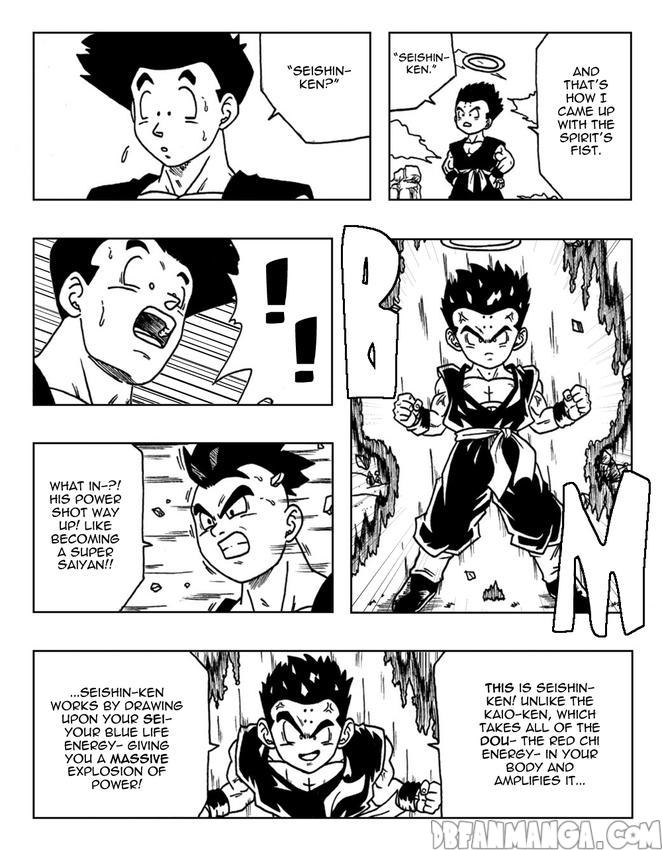 AND
THAT'S
HOW I
CAME UP
WITH THE
SPIRIT'S
FIST.
"SEISHIN-
KEN."
"SEISHIN-
KEN?"
B
M
!!
WHAT IN-?!
HIS POWER
SHOT WAY
UP! LIKE
BECOMING
A SUPER
SAIYAN!!
THIS IS SEISHIN-
KEN! UNLIKE THE
KAIO-KEN, WHICH
TAKES ALL OF THE
DOU- THE RED CHI
ENERGY- IN YOUR
BODY AND
AMPLIFIES IT...
...SEISHIN-KEN
WORKS BY DRAWING
UPON YOUR SEI-
YOUR BLUE LIFE
ENERGY- GIVING
YOU A MASSIVE
EXPLOSION OF
POWER!
DBFANMANGA.COM